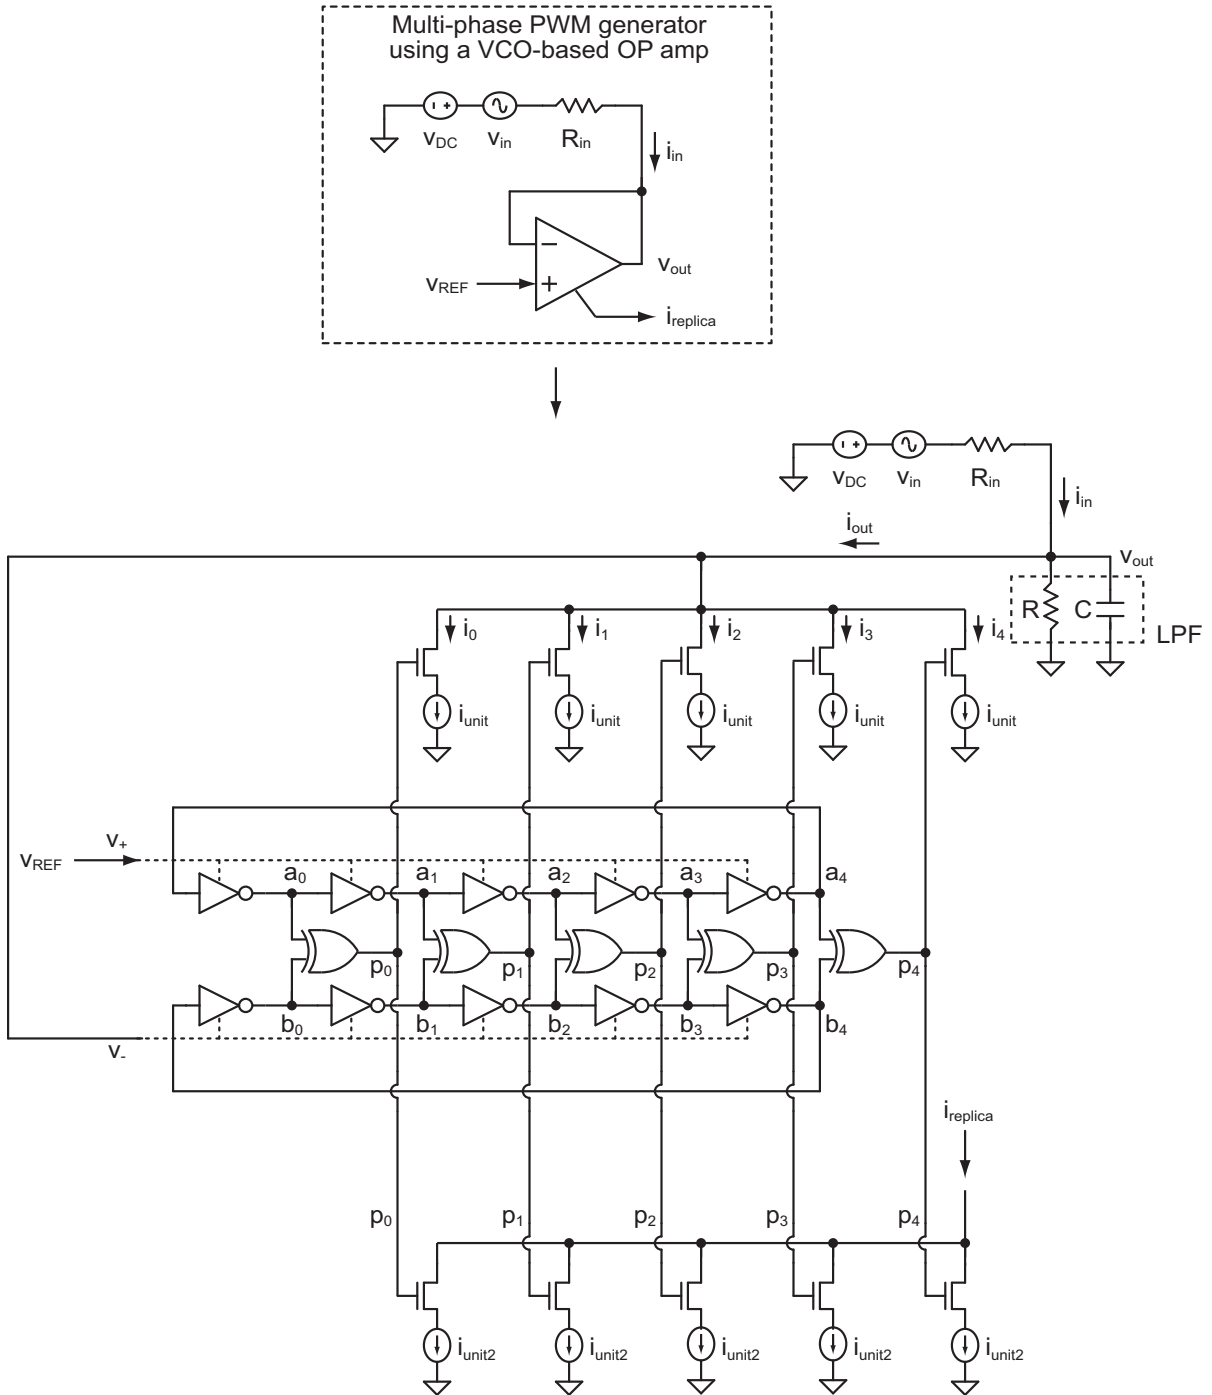 Multi-phase PWM generator
using a VCO-based OP amp
vDC vin Rin
iin
vout
vREF
− +
ireplica
vDC vin Rin
iin
iout
vout
R C
LPF
i0 i1 i2 i3 i4
iunit iunit iunit iunit iunit
v+
vREF
a0 a1 a2 a3 a4
p0 p1 p2 p3 p4
b0 b1 b2 b3 b4
v-
ireplica
p0 p1 p2 p3 p4
iunit2 iunit2 iunit2 iunit2 iunit2